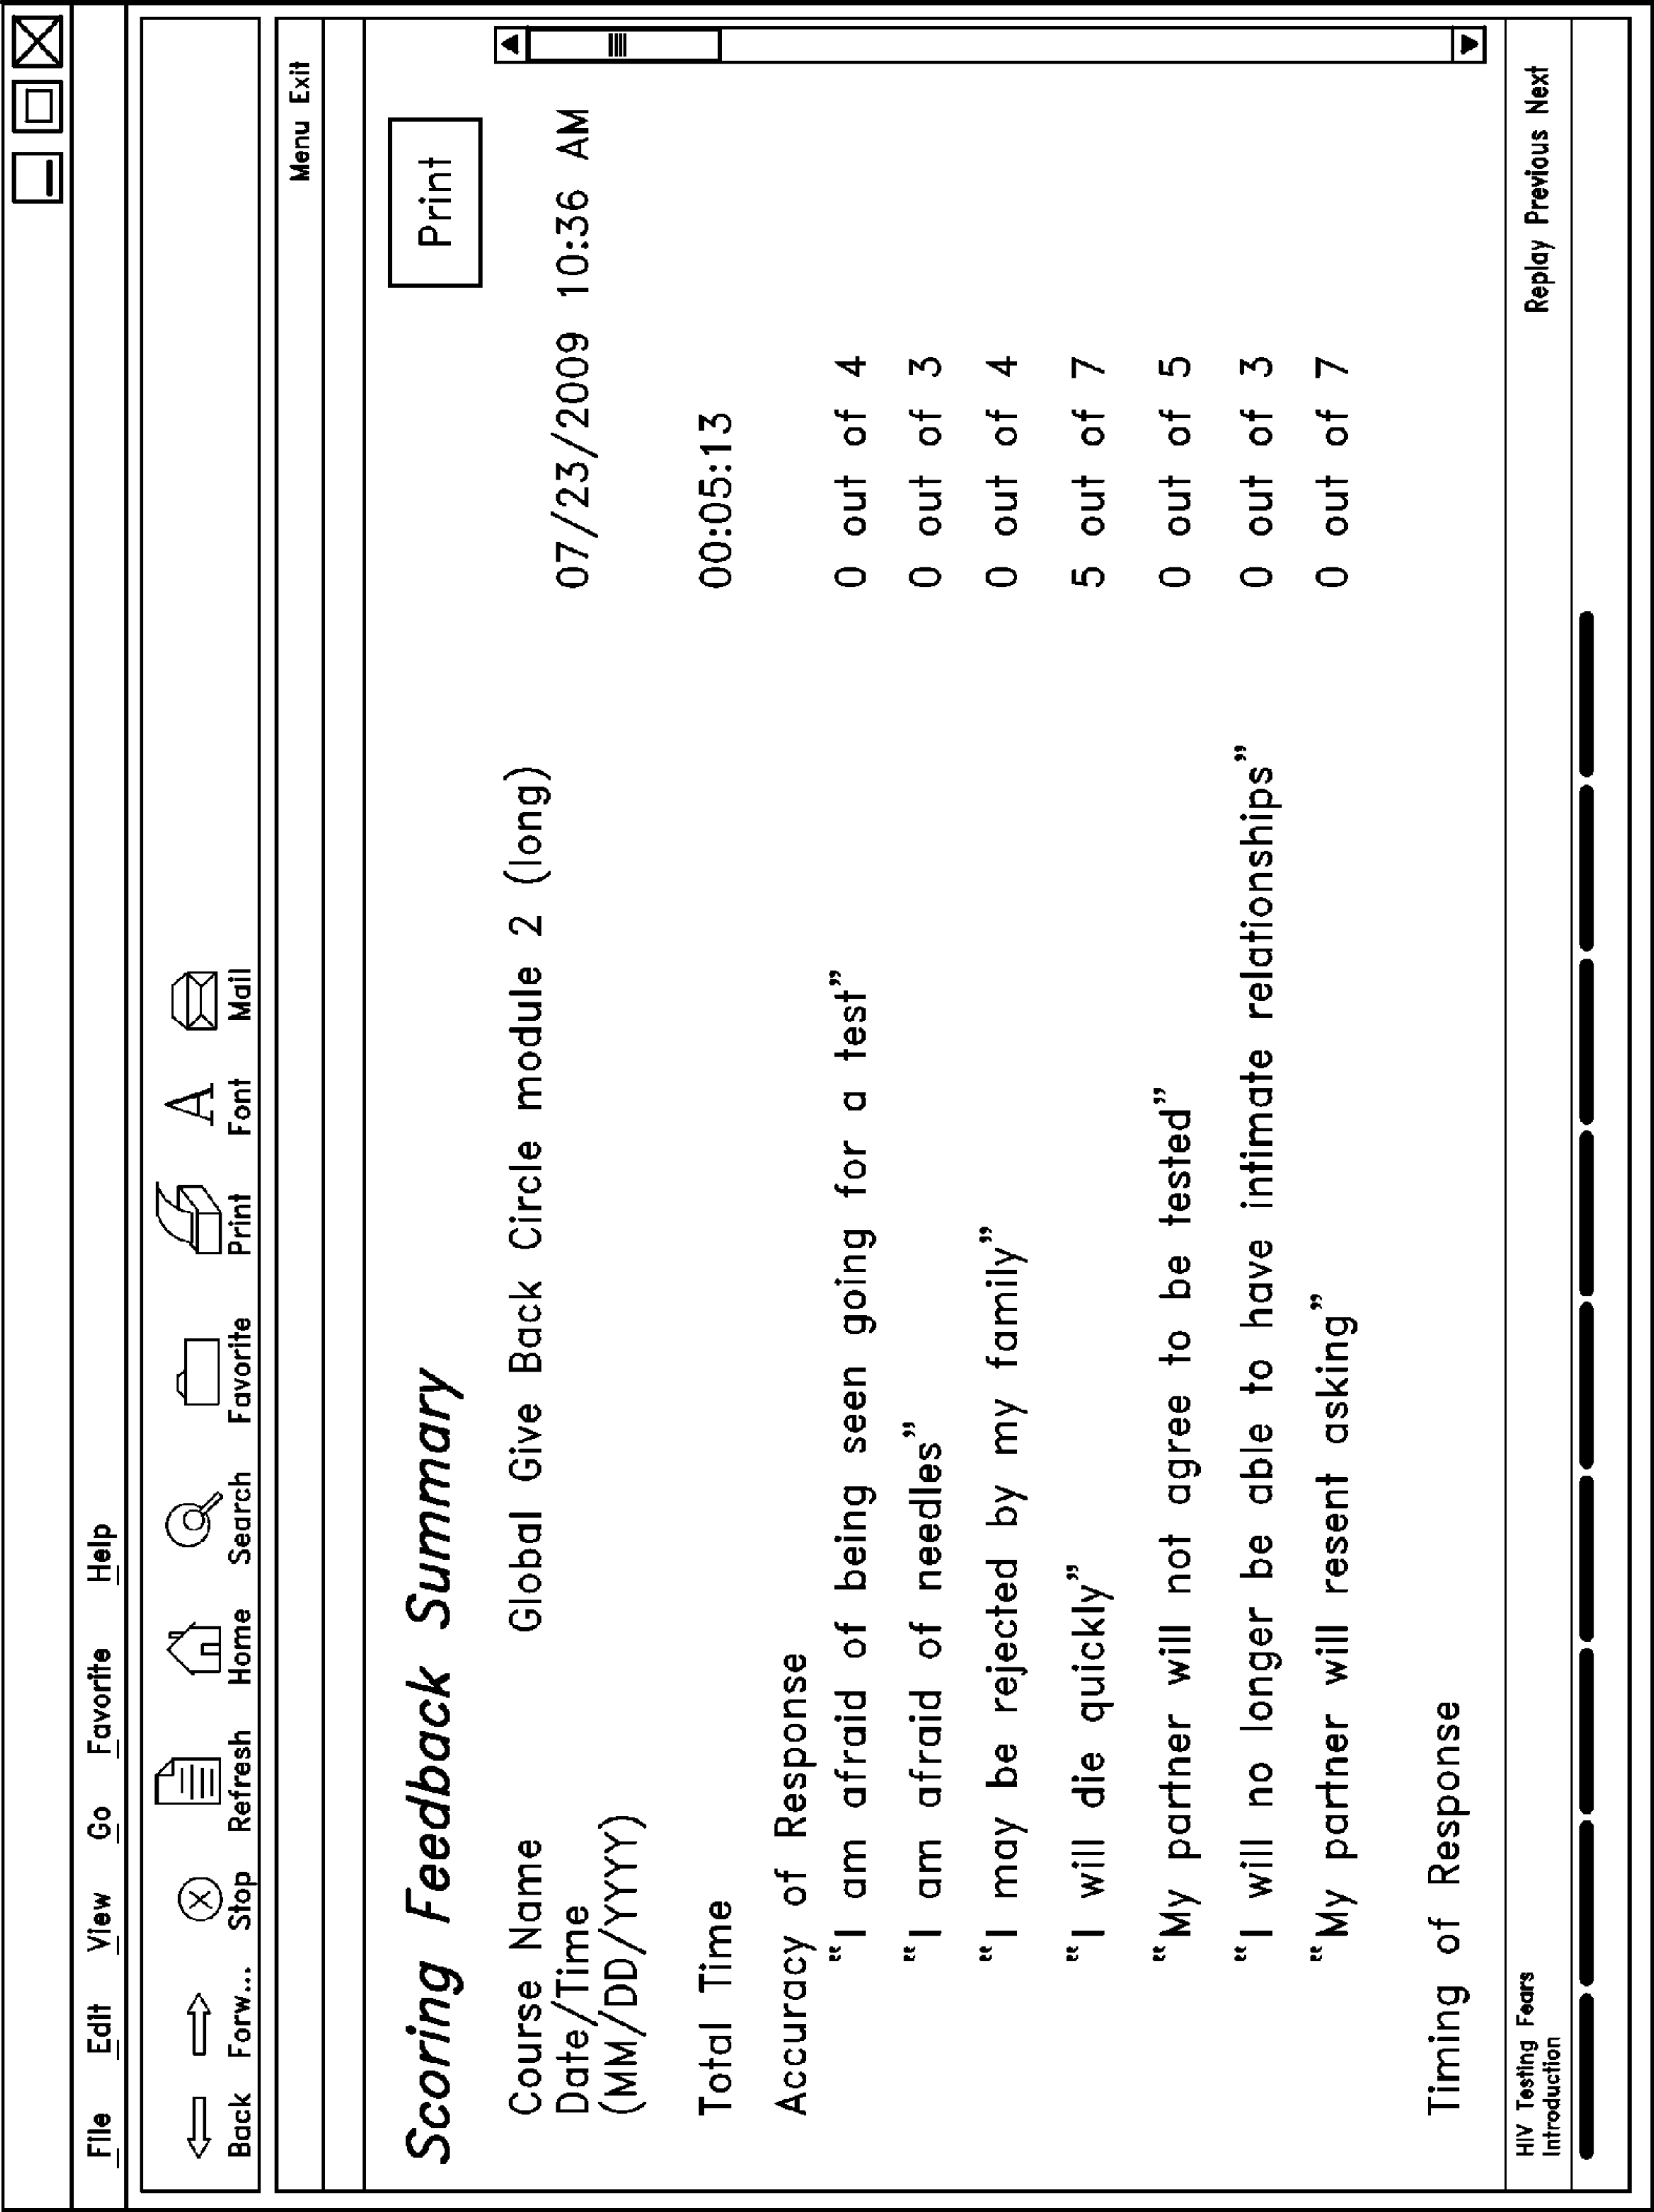 File Edit View Go Favorite Help
Back Forw... Stop Refresh Home Search Favorite Print Font Mail
Menu Exit
Scoring Feedback Summary
Print
Course Name Global Give Back Circle module 2 (long)
Date/Time 07/23/2009 10:36 AM
(MM/DD/YYYY)
Total Time 00:05:13
Accuracy of Response
“I am afraid of being seen going for a test” 0 out of 4
“I am afraid of needles” 0 out of 3
“I may be rejected by my family” 0 out of 4
“I will die quickly” 5 out of 7
“My partner will not agree to be tested” 0 out of 5
“I will no longer be able to have intimate relationships” 0 out of 3
“My partner will resent asking” 0 out of 7
Timing of Response
HIV Testing Fears
Introduction
Replay Previous Next